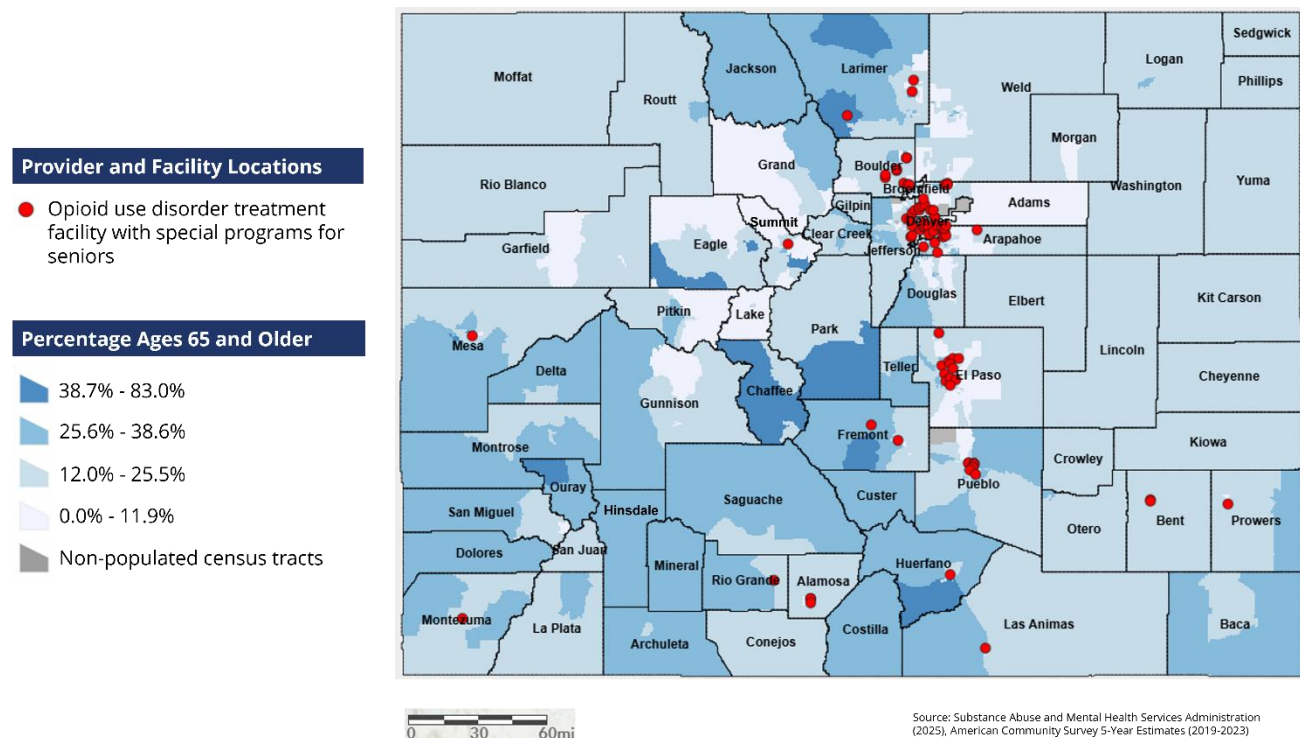 Provider and Facility Locations
Opioid use disorder treatment
facility with special programs for
seniors
Percentage Ages 65 and Older
38.7% - 83.0%
25.6% - 38.6%
12.0% - 25.5%
0.0% - 11.9%
Non-populated census tracts
Sedgwick
Logan
Moffat
Jackson
Larimer
Phillips
Weld
Routt
Morgan
Grand
Boulder
Rio Blanco
Washington
Yuma
Broomfield
Gilpin
Adams
Summit
Denver
Clear Creek
Arapahoe
Eagle
Garfield
Jefferson
Douglas
Elbert
Kit Carson
Pitkin
Lake
Park
Mesa
Lincoln
Teller
Delta
El Paso
Cheyenne
Chaffee
Gunnison
Fremont
Kiowa
Montrose
Crowley
Pueblo
Ouray
Saguache
Custer
Hinsdale
San Miguel
Bent
Prowers
Otero
San Juan
Dolores
Huerfano
Mineral
Rio Grande
Alamosa
Montezuma
La Plata
Costilla
Las Animas
Baca
Archuleta
Conejos
0 30 60mi
Source: Substance Abuse and Mental Health Services Administration
(2025), American Community Survey 5-Year Estimates (2019-2023)